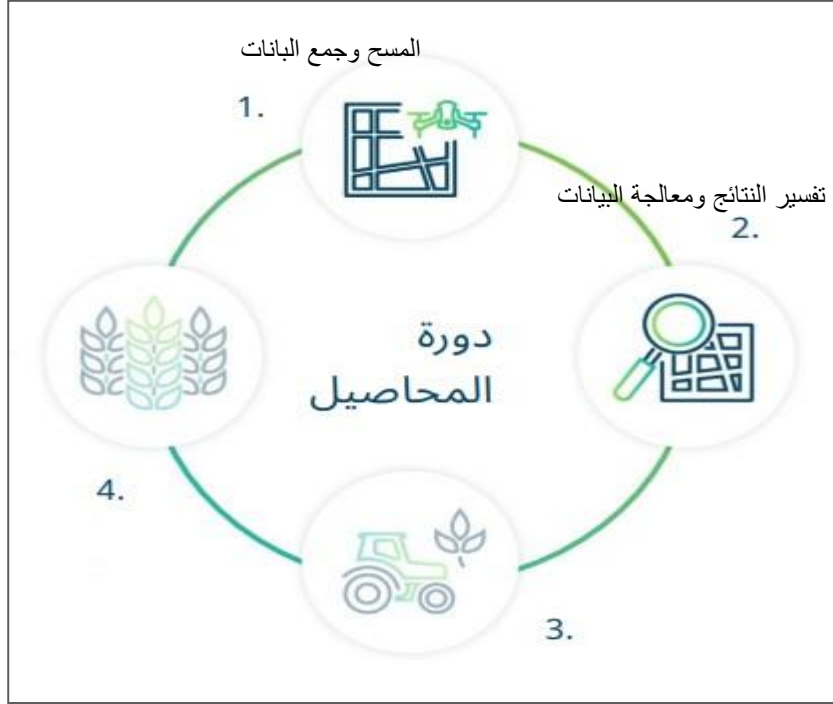 المسح وجمع البانات
1.
تفسير النتائج ومعالجة البيانات
2.
دورة
المحاصيل
4.
3.